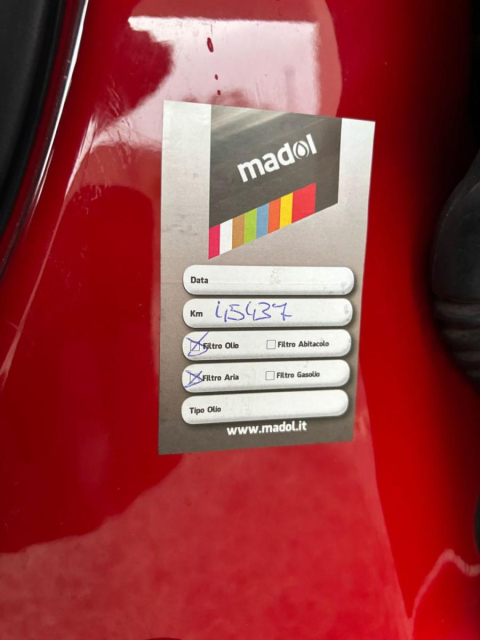 madol
Data
Km 45437
Filtro Olio Filtro Abitacolo
Filtro Aria Filtro Gasolio
Tipo Olio
www.madol.it